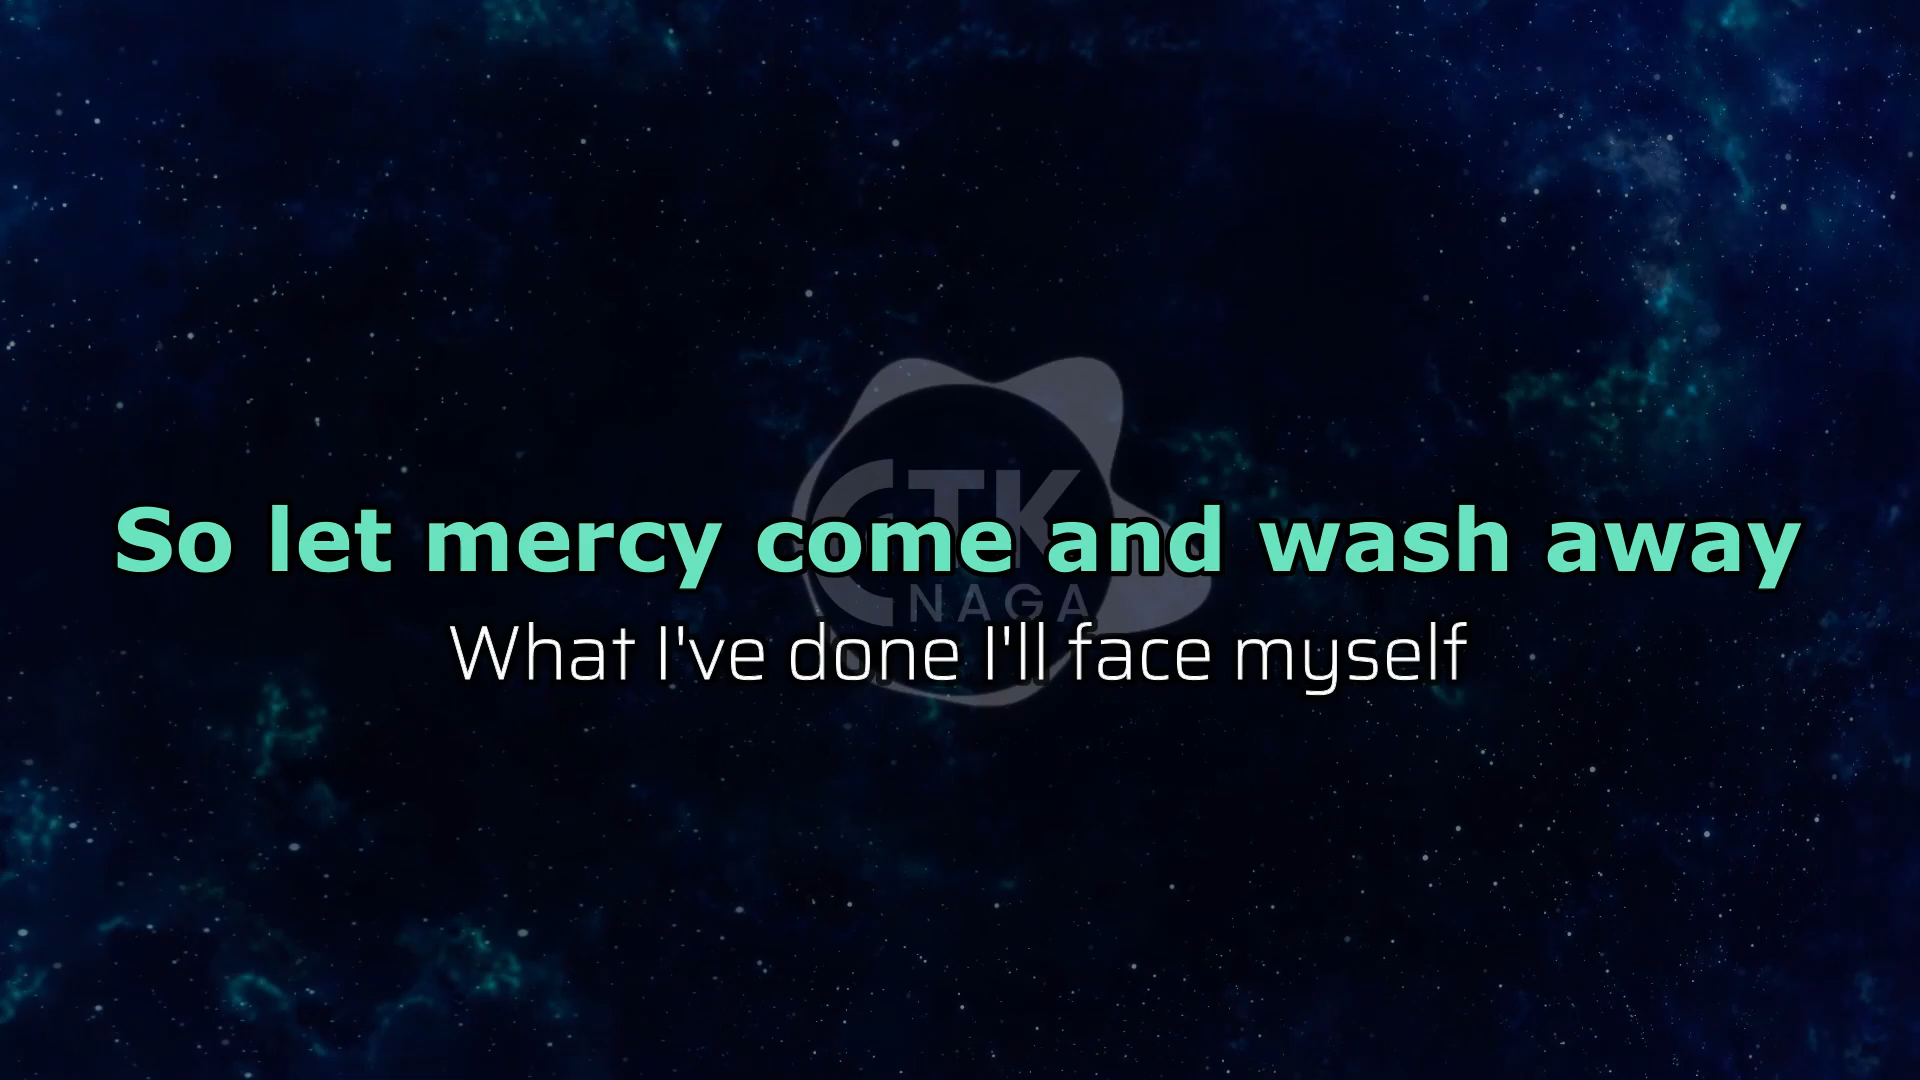 TK
NAGA
So let mercy come and wash away
What I've done I'll face myself